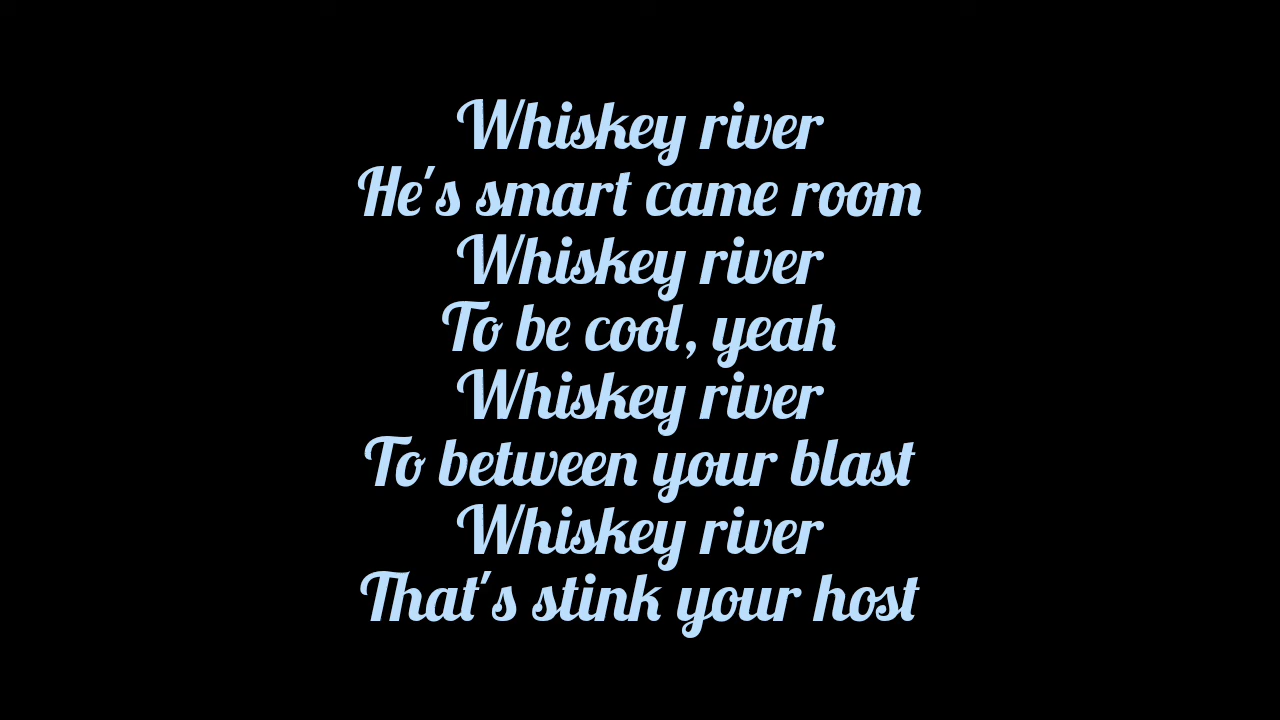 Whiskey river
He's smart came room
Whiskey river
To be cool, yeah
Whiskey river
To between your blast
Whiskey river
That's stink your host